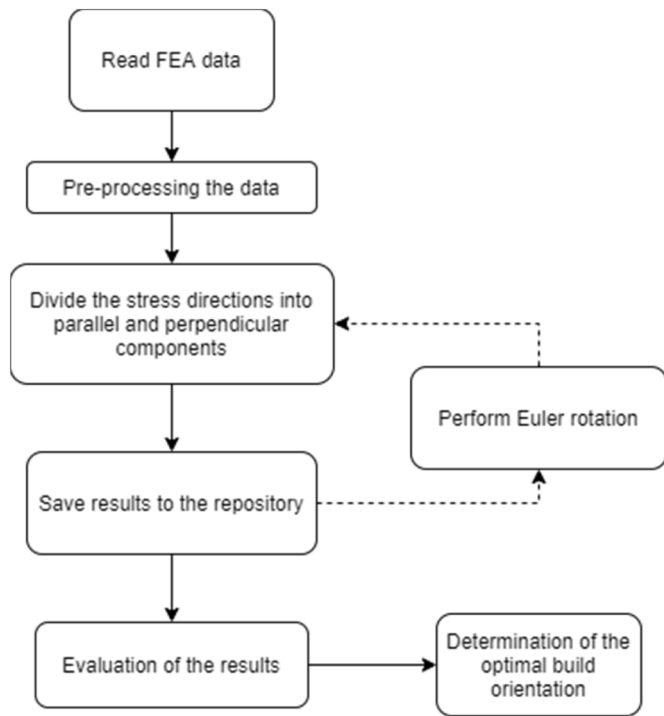 Read FEA data
Pre-processing the data
Divide the stress directions into
parallel and perpendicular
components
Perform Euler rotation
Save results to the repository
Evaluation of the results
Determination of the
optimal build
orientation